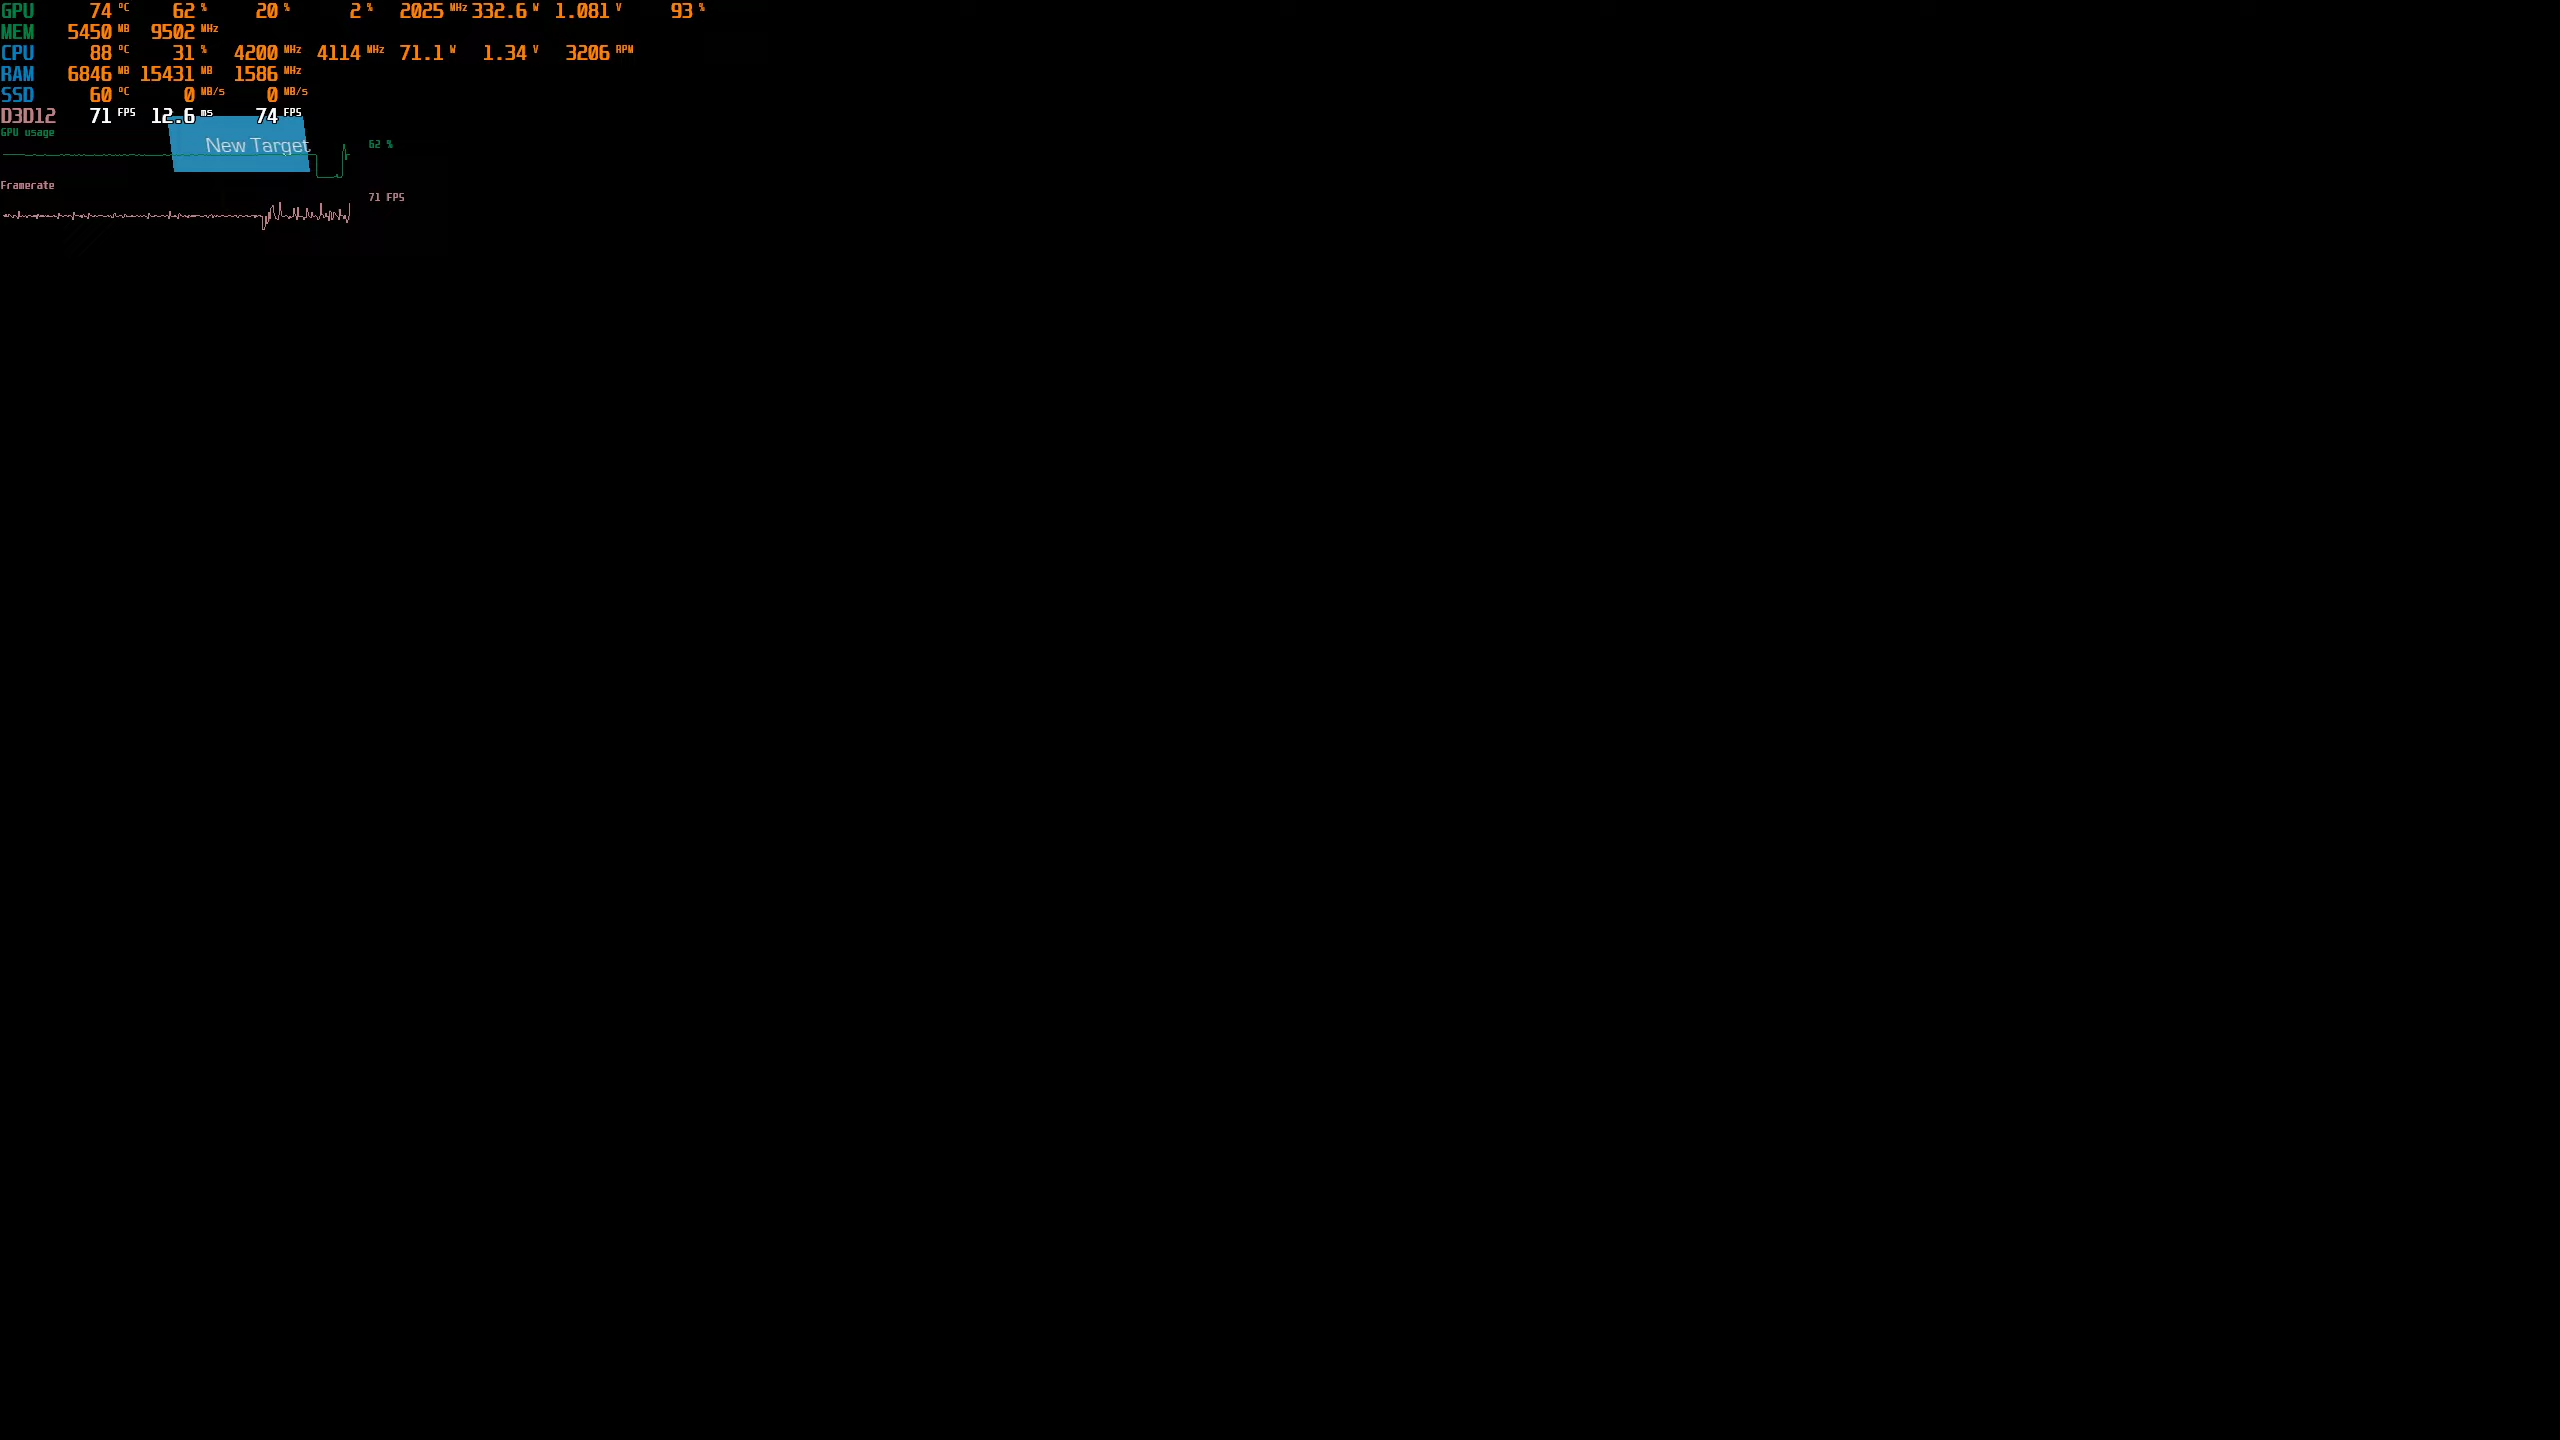 GPU 74 °C 62 % 20 % 2 % 2025 MHz 332.6 W 1.081 V 93 %
MEM 5450 MB 9502 MHz
CPU 88 °C 31 % 4200 MHz 4114 MHz 71.1 W 1.34 V 3206 RPM
RAM 6846 MB 15431 MB 1586 MHz
SSD 60 °C 0 MB/s 0 MB/s
D3D12 71 FPS 12.6 ms 74 FPS
GPU usage
New Target
62 %
Framerate
71 FPS